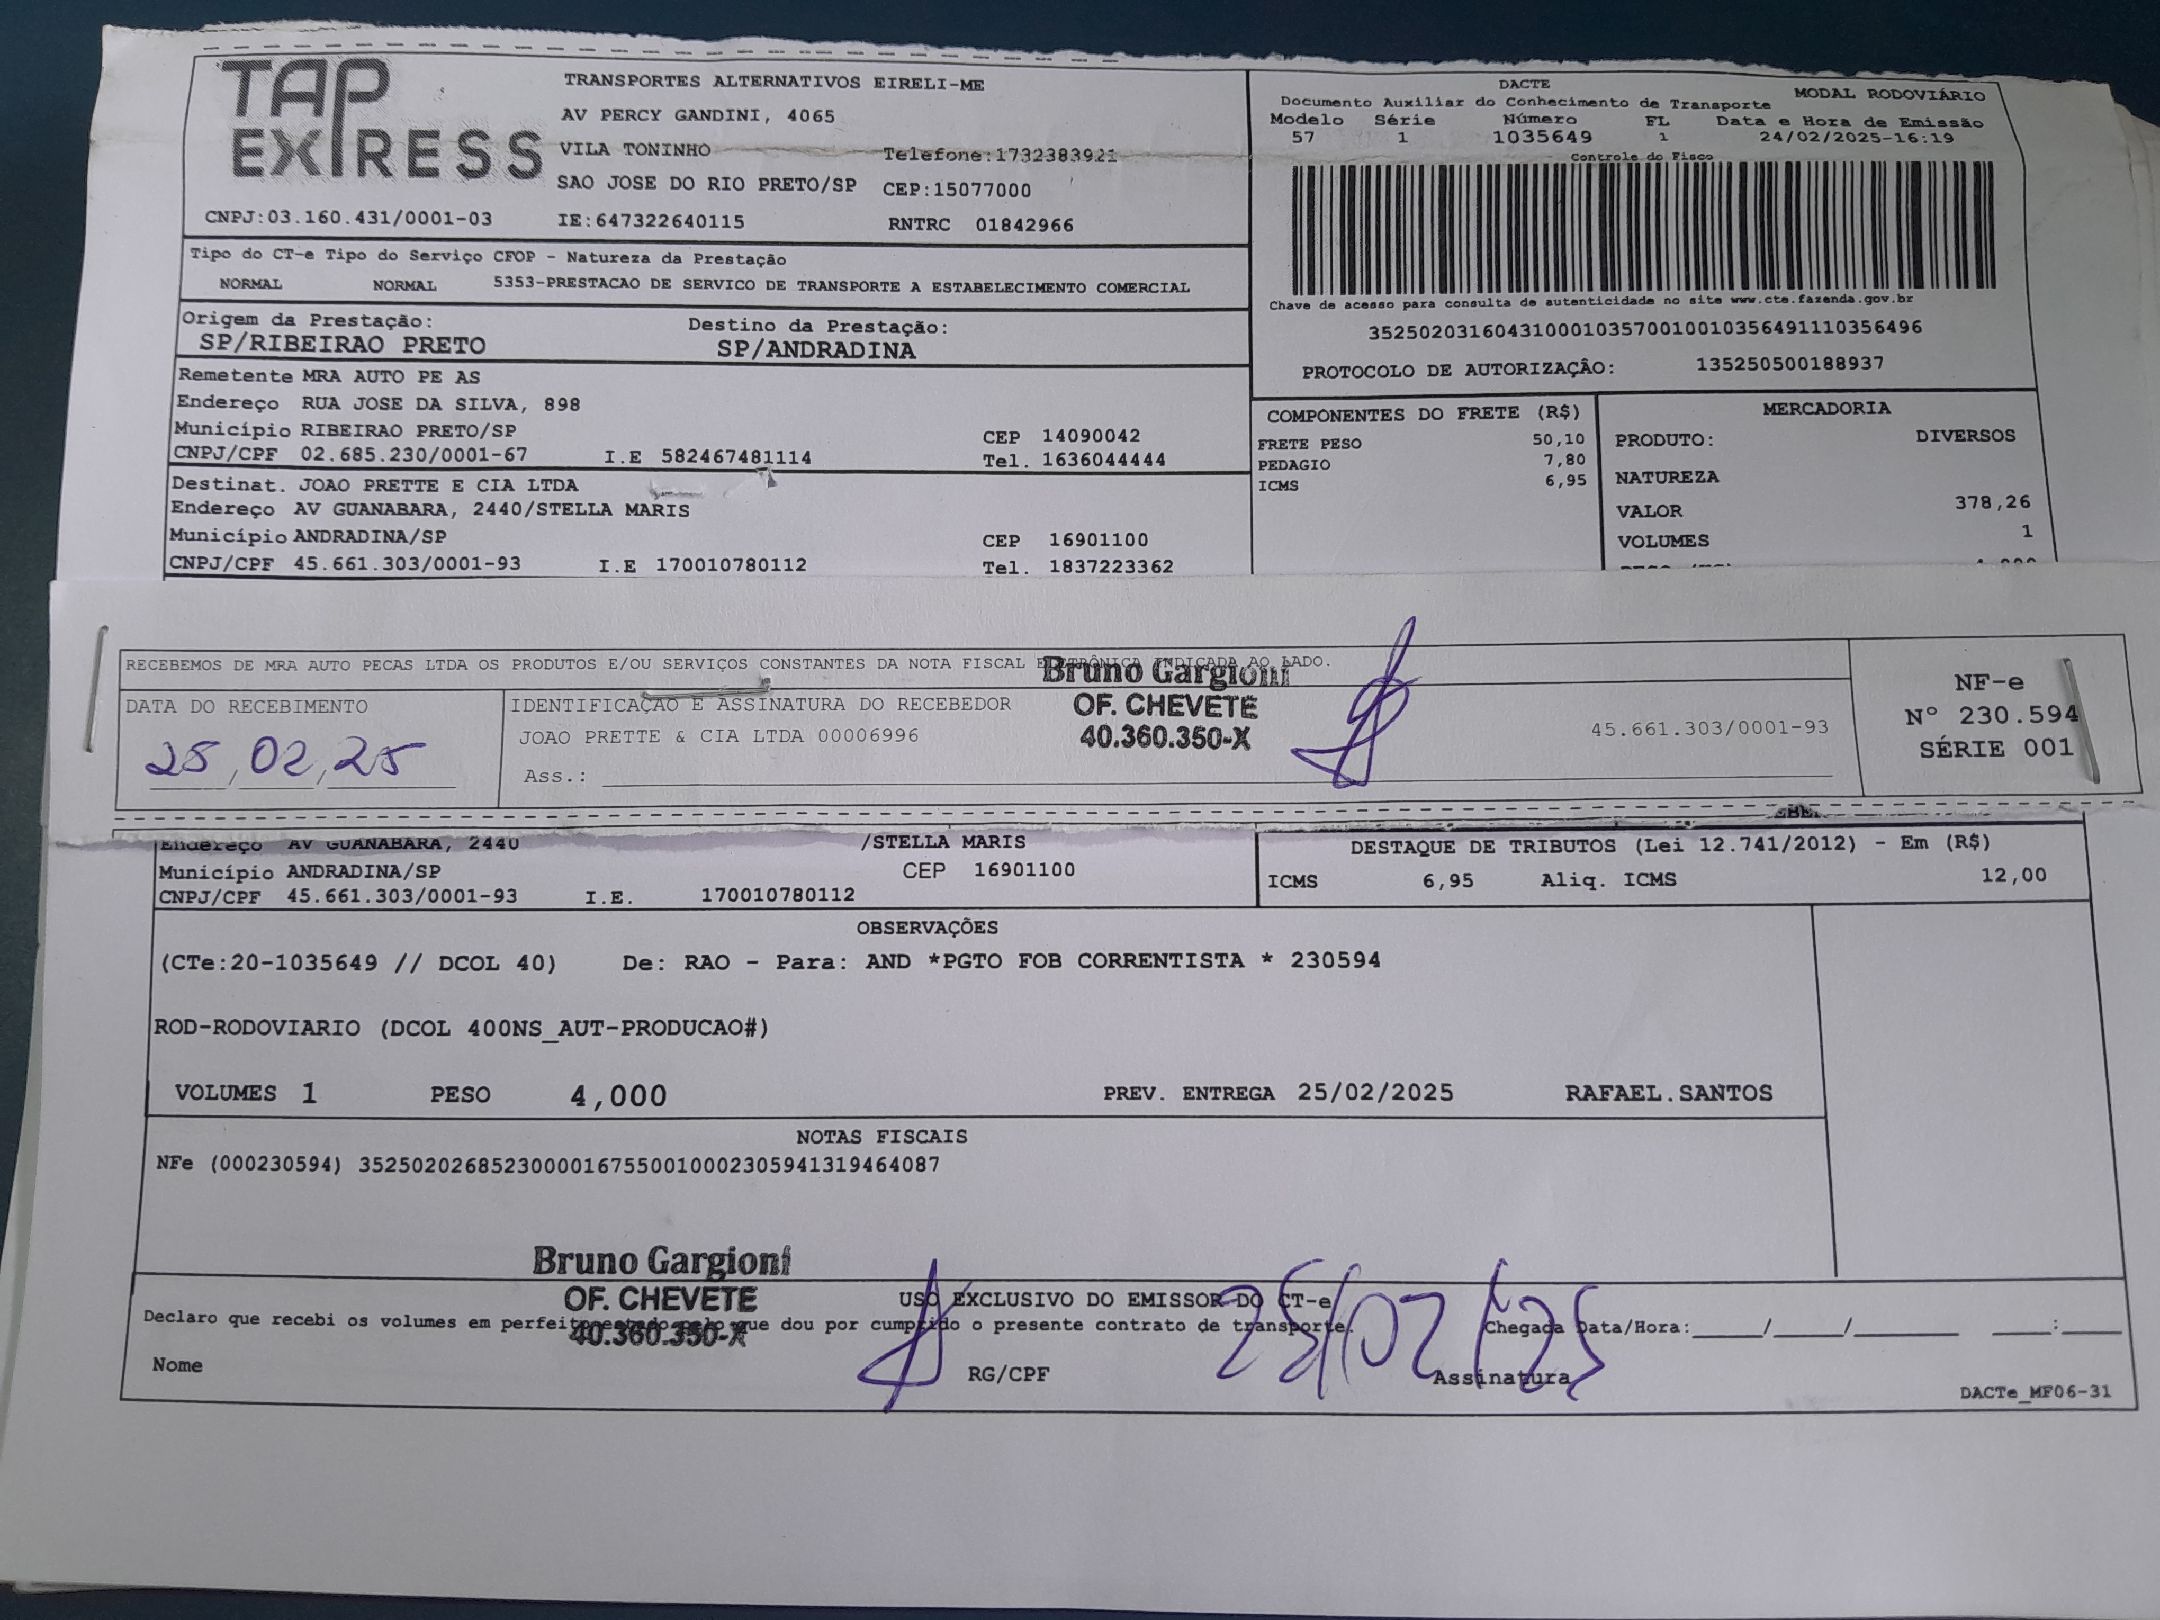 TAP EXPRESS
TRANSPORTES ALTERNATIVOS EIRELI-ME
AV PERCY GANDINI, 4065
VILA TONINHO Telefone:1732383921
SAO JOSE DO RIO PRETO/SP CEP:15077000
CNPJ:03.160.431/0001-03 IE:647322640115 RNTRC 01842966
DACTE
Documento Auxiliar do Conhecimento de Transporte MODAL RODOVIÁRIO
Modelo Série Número FL Data e Hora de Emissão
57 1 1035649 1 24/02/2025-16:19
Controle do Fisco
Chave de acesso para consulta de autenticidade no site www.cte.fazenda.gov.br
35250203160431000103570010010356491110356496
PROTOCOLO DE AUTORIZAÇÃO: 135250500188937
Tipo do CT-e Tipo do Serviço CFOP - Natureza da Prestação
NORMAL NORMAL 5353-PRESTACAO DE SERVICO DE TRANSPORTE A ESTABELECIMENTO COMERCIAL
Origem da Prestação: Destino da Prestação:
SP/RIBEIRAO PRETO SP/ANDRADINA
Remetente MRA AUTO PE AS
Endereço RUA JOSE DA SILVA, 898
Município RIBEIRAO PRETO/SP CEP 14090042
CNPJ/CPF 02.685.230/0001-67 I.E 582467481114 Tel. 1636044444
Destinat. JOAO PRETTE E CIA LTDA
Endereço AV GUANABARA, 2440/STELLA MARIS
Município ANDRADINA/SP CEP 16901100
CNPJ/CPF 45.661.303/0001-93 I.E 170010780112 Tel. 1837223362
COMPONENTES DO FRETE (R$)
FRETE PESO 50,10
PEDAGIO 7,80
ICMS 6,95
MERCADORIA
PRODUTO: DIVERSOS
NATUREZA
VALOR 378,26
VOLUMES 1
RECEBEMOS DE MRA AUTO PECAS LTDA OS PRODUTOS E/OU SERVIÇOS CONSTANTES DA NOTA FISCAL ELETRÔNICA INDICADA AO LADO.
DATA DO RECEBIMENTO
25,02,25
IDENTIFICAÇÃO E ASSINATURA DO RECEBEDOR
JOAO PRETTE & CIA LTDA 00006996 45.661.303/0001-93
Ass.:
Bruno Gargioni
OF. CHEVETE
40.360.350-X
NF-e
Nº 230.594
SÉRIE 001
Endereço AV GUANABARA, 2440 /STELLA MARIS
Município ANDRADINA/SP CEP 16901100
CNPJ/CPF 45.661.303/0001-93 I.E. 170010780112
DESTAQUE DE TRIBUTOS (Lei 12.741/2012) - Em (R$)
ICMS 6,95 Aliq. ICMS 12,00
OBSERVAÇÕES
(CTe:20-1035649 // DCOL 40) De: RAO - Para: AND *PGTO FOB CORRENTISTA * 230594
ROD-RODOVIARIO (DCOL 400NS_AUT-PRODUCAO#)
VOLUMES 1 PESO 4,000 PREV. ENTREGA 25/02/2025 RAFAEL.SANTOS
NOTAS FISCAIS
NFe (000230594) 35250202685230000167550010002305941319464087
Bruno Gargioni
OF. CHEVETE
40.360.350-X
USO EXCLUSIVO DO EMISSOR DO CT-e
Declaro que recebi os volumes em perfeito estado pelo que dou por cumprido o presente contrato de transporte. Chegada Data/Hora:_____/_____/_______ ____:____
25/02/25
Nome RG/CPF Assinatura
DACTe_MF06-31